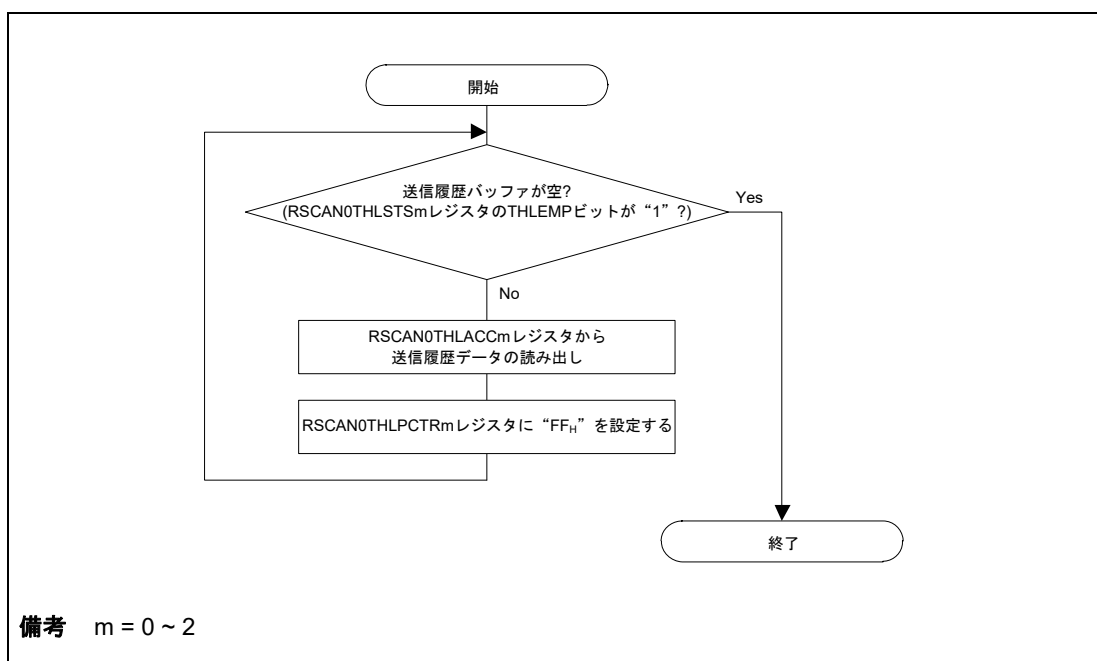 開始
送信履歴バッファが空?
(RSCAN0THLSTSmレジスタのTHLEMPビットが“1”?)
Yes
No
RSCAN0THLACCmレジスタから
送信履歴データの読み出し
RSCAN0THLPCTRmレジスタに“FFH”を設定する
終了
備考 m = 0 ~ 2